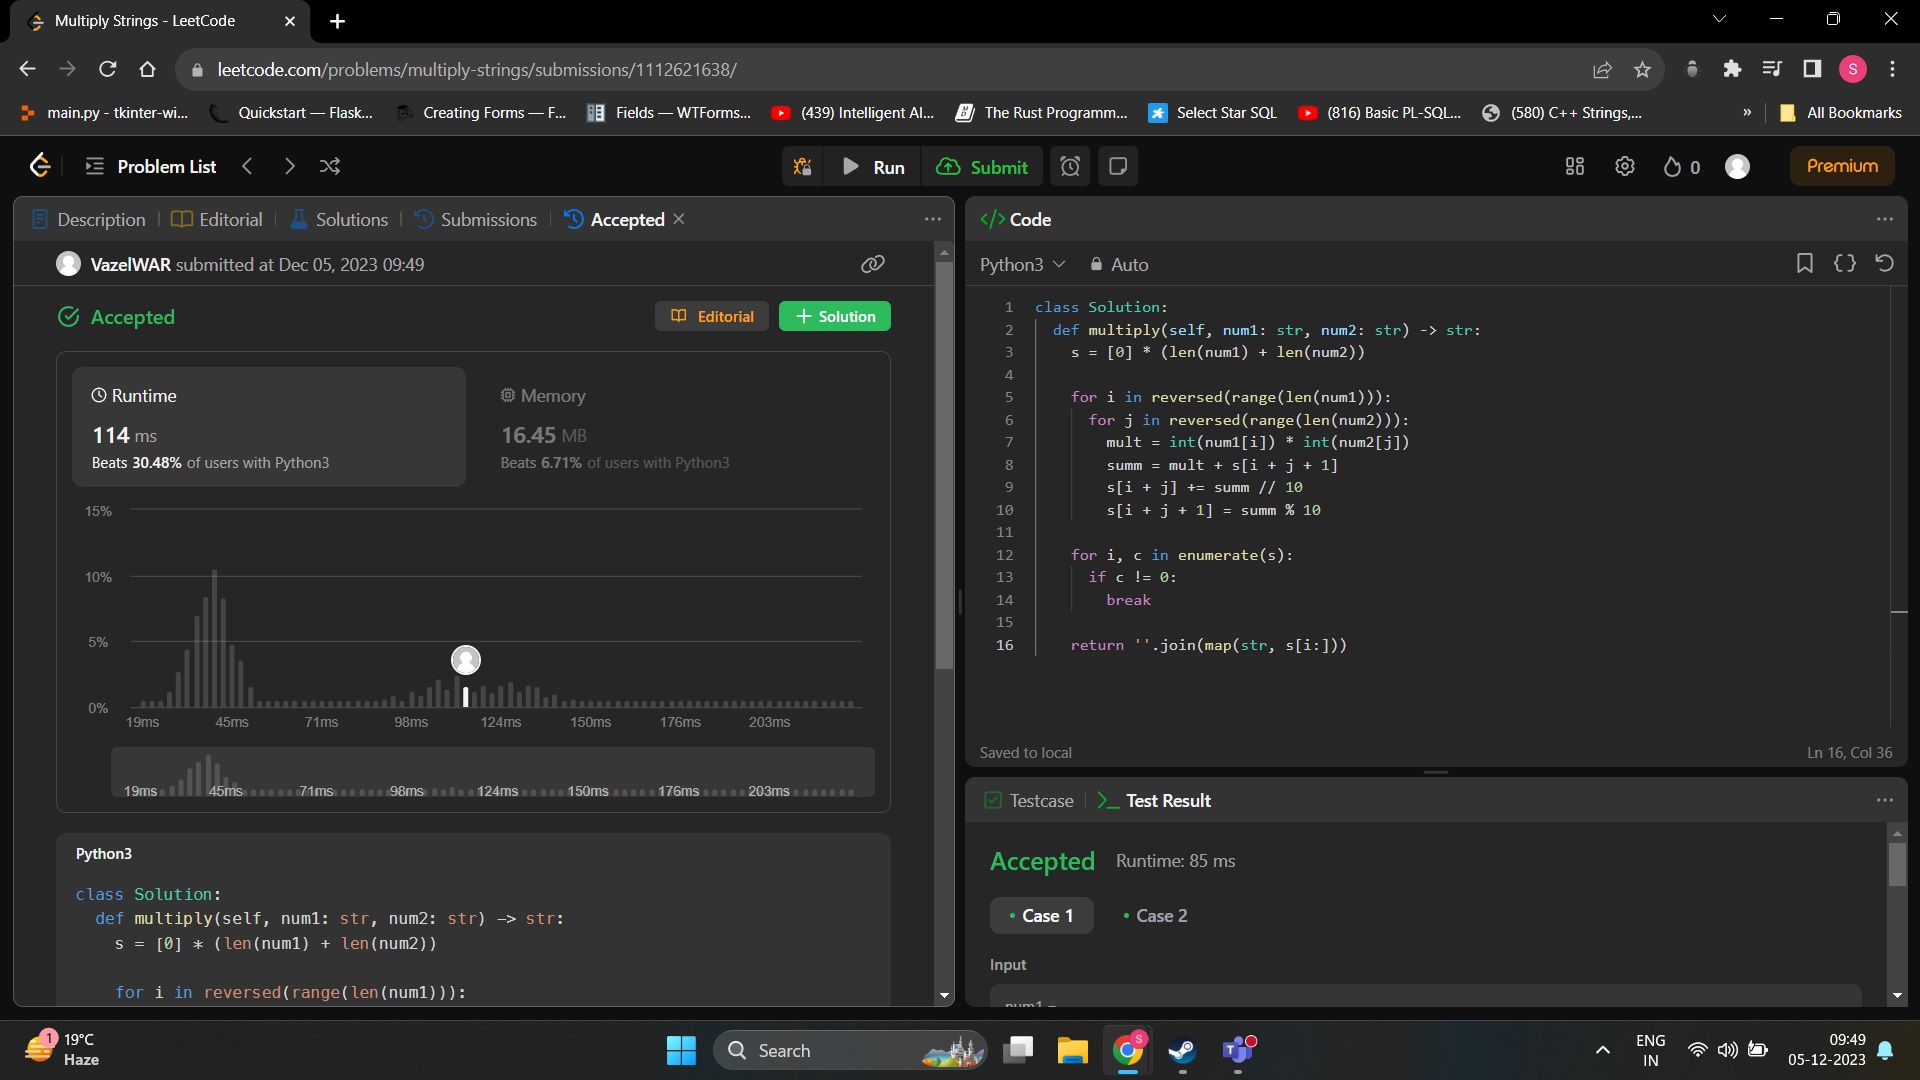 Multiply Strings - LeetCode
leetcode.com/problems/multiply-strings/submissions/1112621638/
S
main.py - tkinter-wi...
Quickstart — Flask...
Creating Forms — F...
Fields — WTForms...
(439) Intelligent AI...
The Rust Programm...
Select Star SQL
(816) Basic PL-SQL...
(580) C++ Strings,...
»
All Bookmarks
Problem List
Run
Submit
0
Premium
Description
Editorial
Solutions
Submissions
Accepted
VazelWAR submitted at Dec 05, 2023 09:49
Accepted
Editorial
Solution
Runtime
114 ms
Beats 30.48% of users with Python3
Memory
16.45 MB
Beats 6.71% of users with Python3
15%
10%
5%
0%
19ms 45ms 71ms 98ms 124ms 150ms 176ms 203ms
19ms 45ms 71ms 98ms 124ms 150ms 176ms 203ms
Python3
class Solution:
def multiply(self, num1: str, num2: str) -> str:
s = [0] * (len(num1) + len(num2))
for i in reversed(range(len(num1))):
</> Code
Python3
Auto
1 class Solution:
2 def multiply(self, num1: str, num2: str) -> str:
3 s = [0] * (len(num1) + len(num2))
4
5 for i in reversed(range(len(num1))):
6 for j in reversed(range(len(num2))):
7 mult = int(num1[i]) * int(num2[j])
8 summ = mult + s[i + j + 1]
9 s[i + j] += summ // 10
10 s[i + j + 1] = summ % 10
11
12 for i, c in enumerate(s):
13 if c != 0:
14 break
15
16 return ''.join(map(str, s[i:]))
Saved to local
Ln 16, Col 36
Testcase
Test Result
Accepted Runtime: 85 ms
Case 1
Case 2
Input
num1 =
1
19°C
Haze
Search
S
T
ENG
IN
09:49
05-12-2023